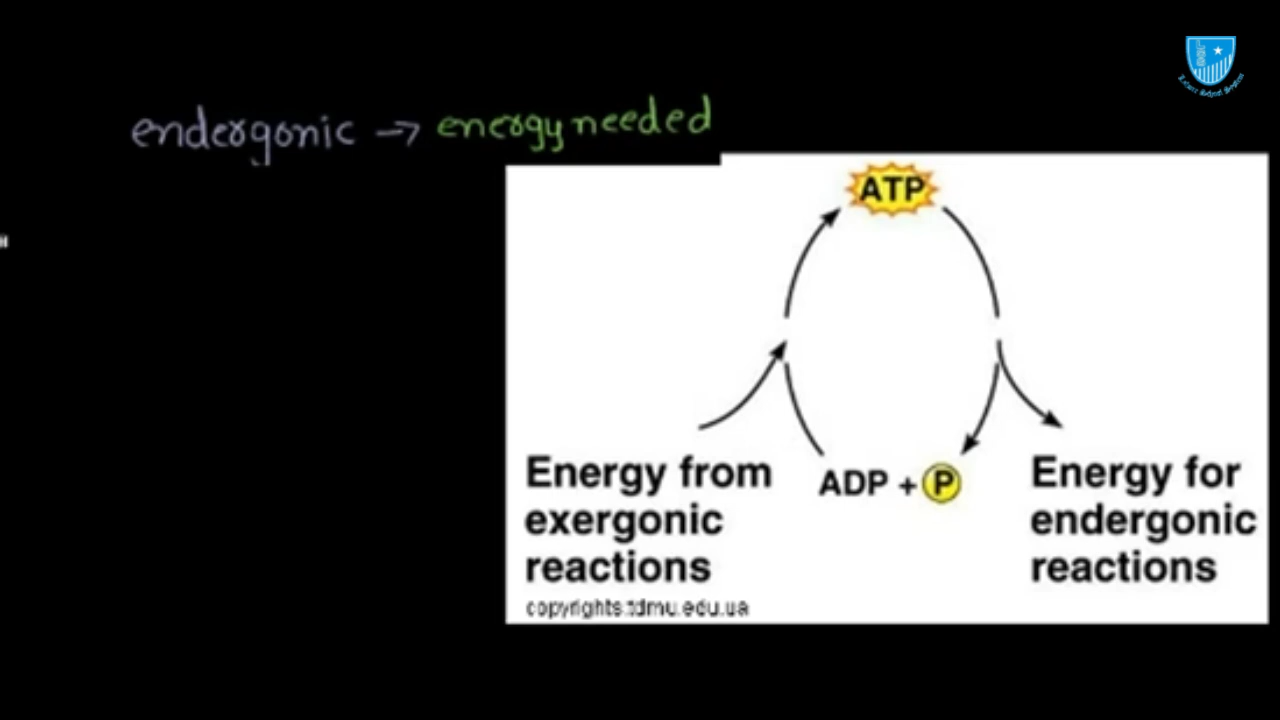 endergonic → energy needed
ATP
ADP + P
Energy from
exergonic
reactions
Energy for
endergonic
reactions
copyrights:tdmu.edu.ua